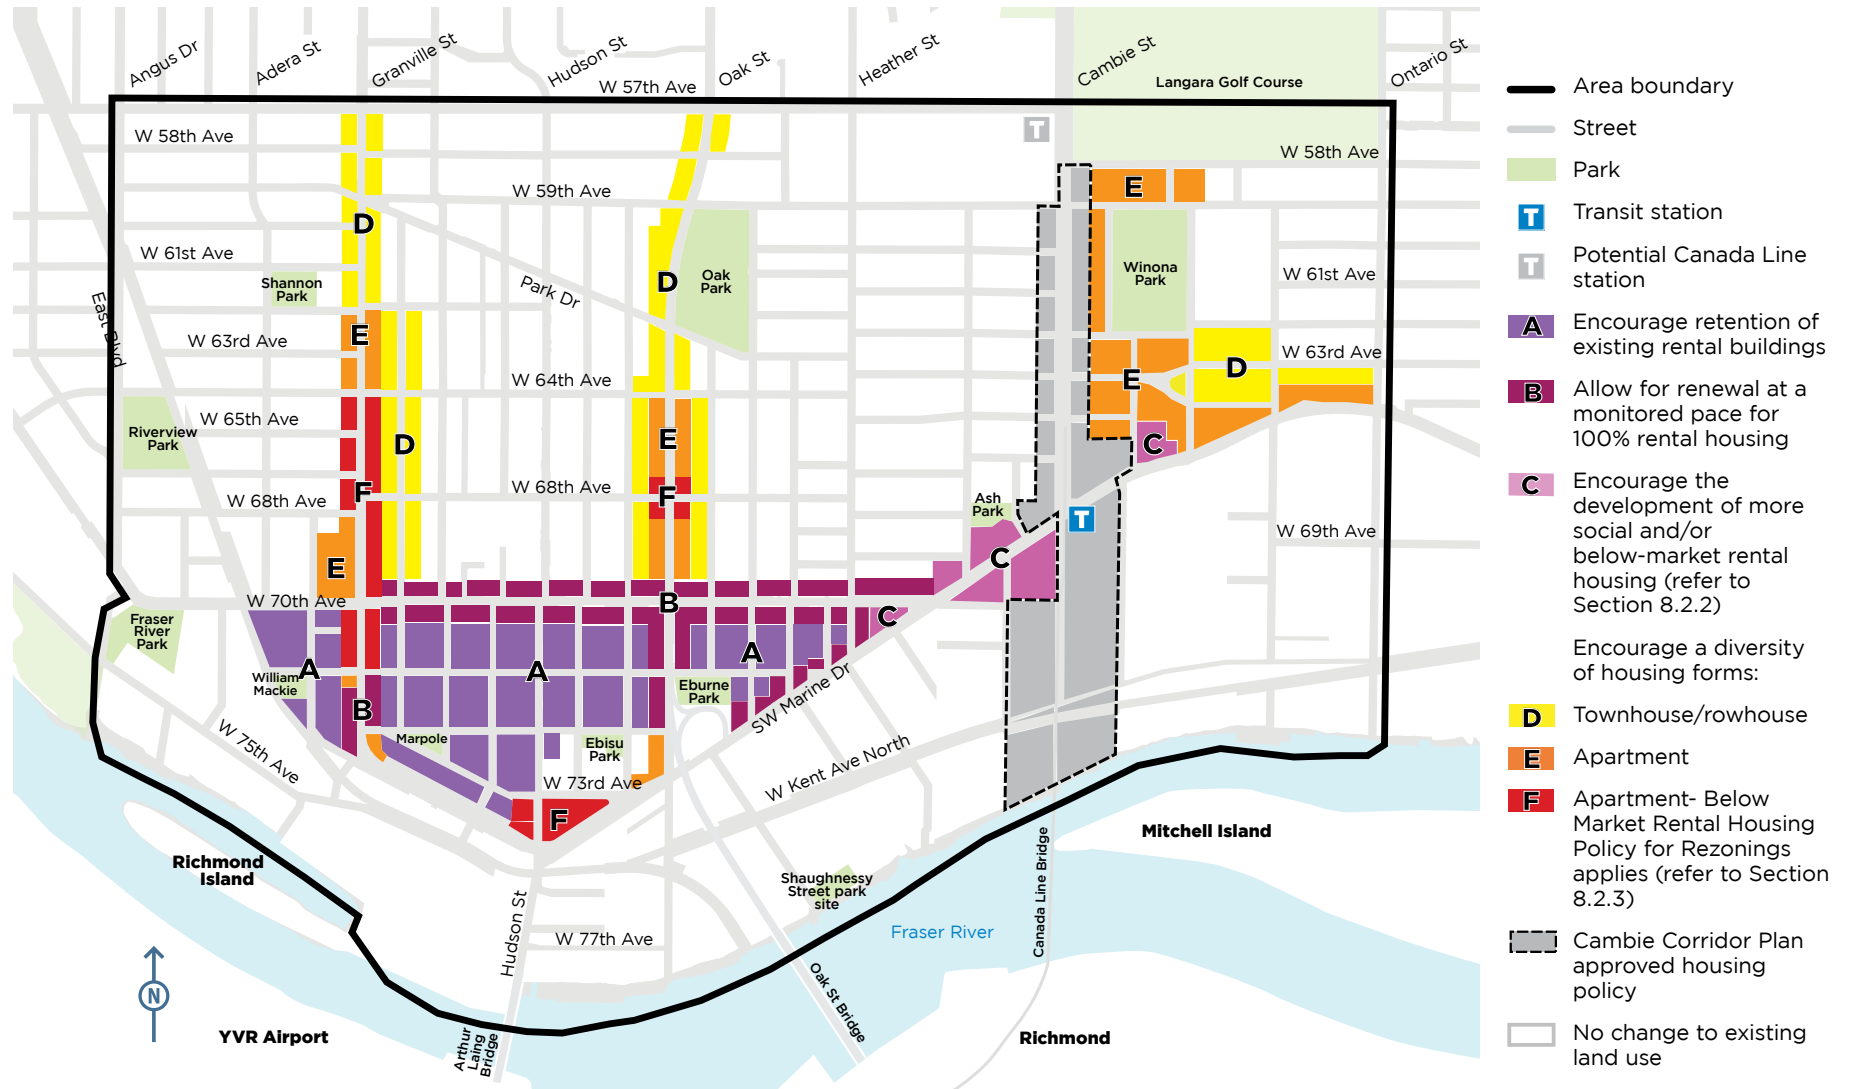 Angus Dr
Adera St
Granville St
Hudson St
W 57th Ave
Oak St
Heather St
Cambie St
Langara Golf Course
Ontario St
T
W 58th Ave
W 58th Ave
W 59th Ave
E
D
W 61st Ave
Shannon
Park
Park Dr
D
Oak
Park
Winona
Park
W 61st Ave
East Blvd
W 63rd Ave
E
W 63rd Ave
D
W 64th Ave
E
W 65th Ave
Riverview
Park
D
E
C
W 68th Ave
F
W 68th Ave
F
Ash
Park
T
W 69th Ave
E
C
W 70th Ave
B
C
Fraser
River
Park
A
A
A
William
Mackie
Eburne
Park
B
SW Marine Dr
Marpole
Ebisu
Park
W 75th Ave
W 73rd Ave
W Kent Ave North
F
Richmond
Island
Mitchell Island
Canada Line Bridge
Shaughnessy
Street park
site
Hudson St
W 77th Ave
Fraser River
Oak St Bridge
N
YVR Airport
Arthur
Laing
Bridge
Richmond
Area boundary
Street
Park
T Transit station
T Potential Canada Line
station
A Encourage retention of
existing rental buildings
B Allow for renewal at a
monitored pace for
100% rental housing
C Encourage the
development of more
social and/or
below-market rental
housing (refer to
Section 8.2.2)
Encourage a diversity
of housing forms:
D Townhouse/rowhouse
E Apartment
F Apartment- Below
Market Rental Housing
Policy for Rezonings
applies (refer to Section
8.2.3)
Cambie Corridor Plan
approved housing
policy
No change to existing
land use